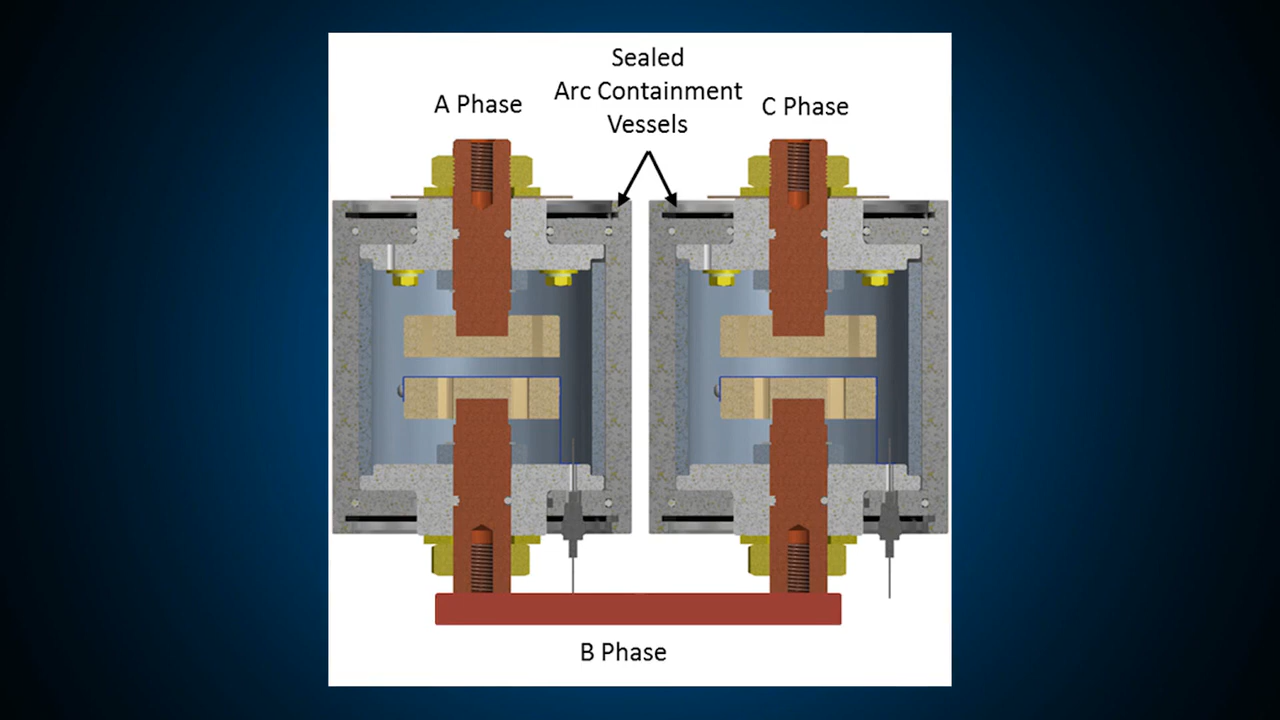 Sealed
Arc Containment
Vessels
A Phase
C Phase
B Phase